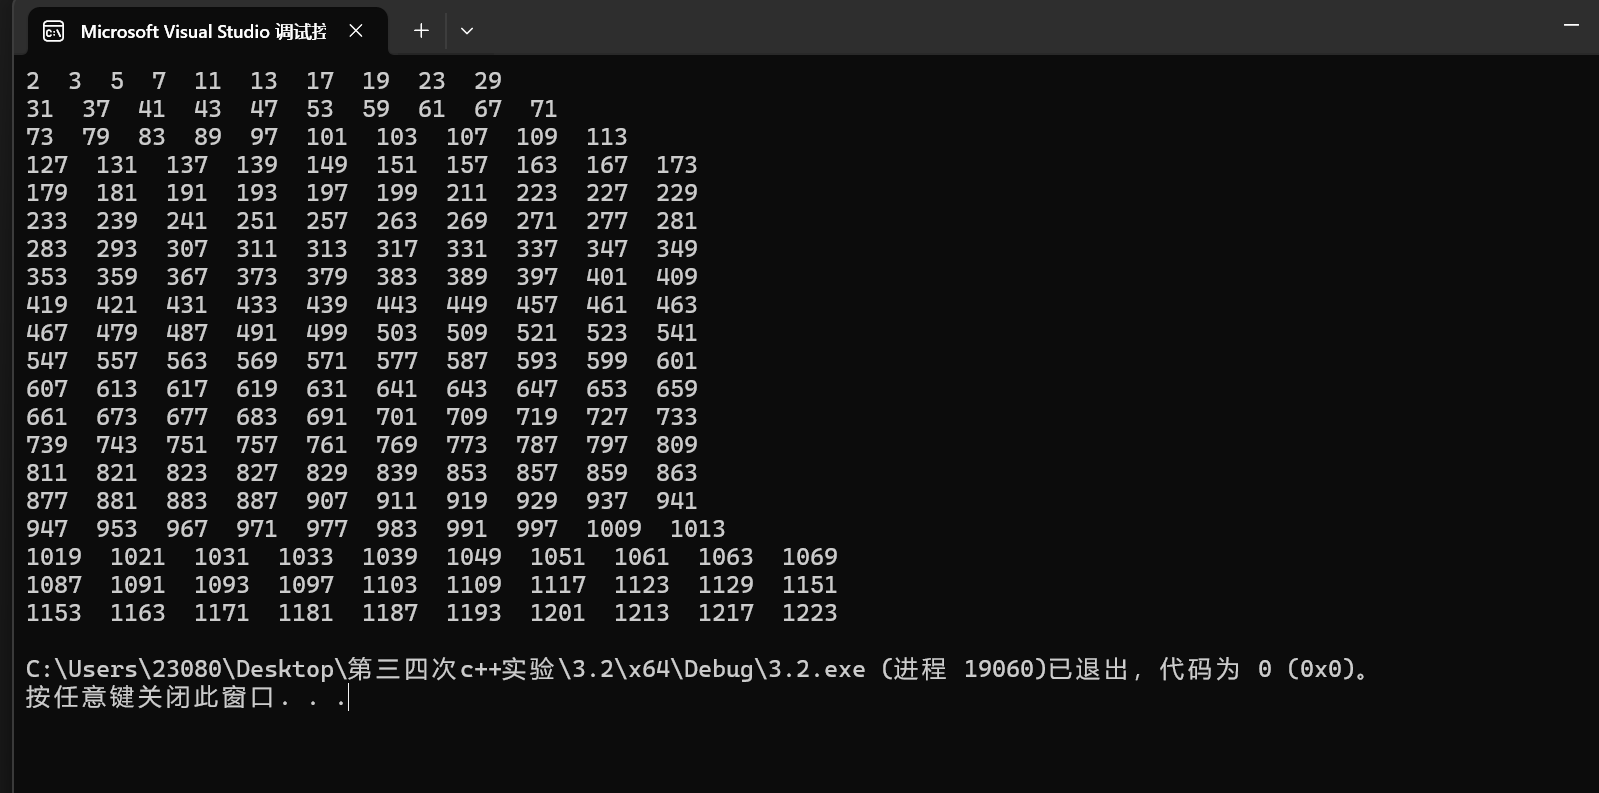 Microsoft Visual Studio 调试控
2  3  5  7  11  13  17  19  23  29
31  37  41  43  47  53  59  61  67  71
73  79  83  89  97  101  103  107  109  113
127  131  137  139  149  151  157  163  167  173
179  181  191  193  197  199  211  223  227  229
233  239  241  251  257  263  269  271  277  281
283  293  307  311  313  317  331  337  347  349
353  359  367  373  379  383  389  397  401  409
419  421  431  433  439  443  449  457  461  463
467  479  487  491  499  503  509  521  523  541
547  557  563  569  571  577  587  593  599  601
607  613  617  619  631  641  643  647  653  659
661  673  677  683  691  701  709  719  727  733
739  743  751  757  761  769  773  787  797  809
811  821  823  827  829  839  853  857  859  863
877  881  883  887  907  911  919  929  937  941
947  953  967  971  977  983  991  997  1009  1013
1019  1021  1031  1033  1039  1049  1051  1061  1063  1069
1087  1091  1093  1097  1103  1109  1117  1123  1129  1151
1153  1163  1171  1181  1187  1193  1201  1213  1217  1223
C:\Users\23080\Desktop\第三四次c++实验\3.2\x64\Debug\3.2.exe (进程 19060)已退出，代码为 0 (0x0)。
按任意键关闭此窗口. . .